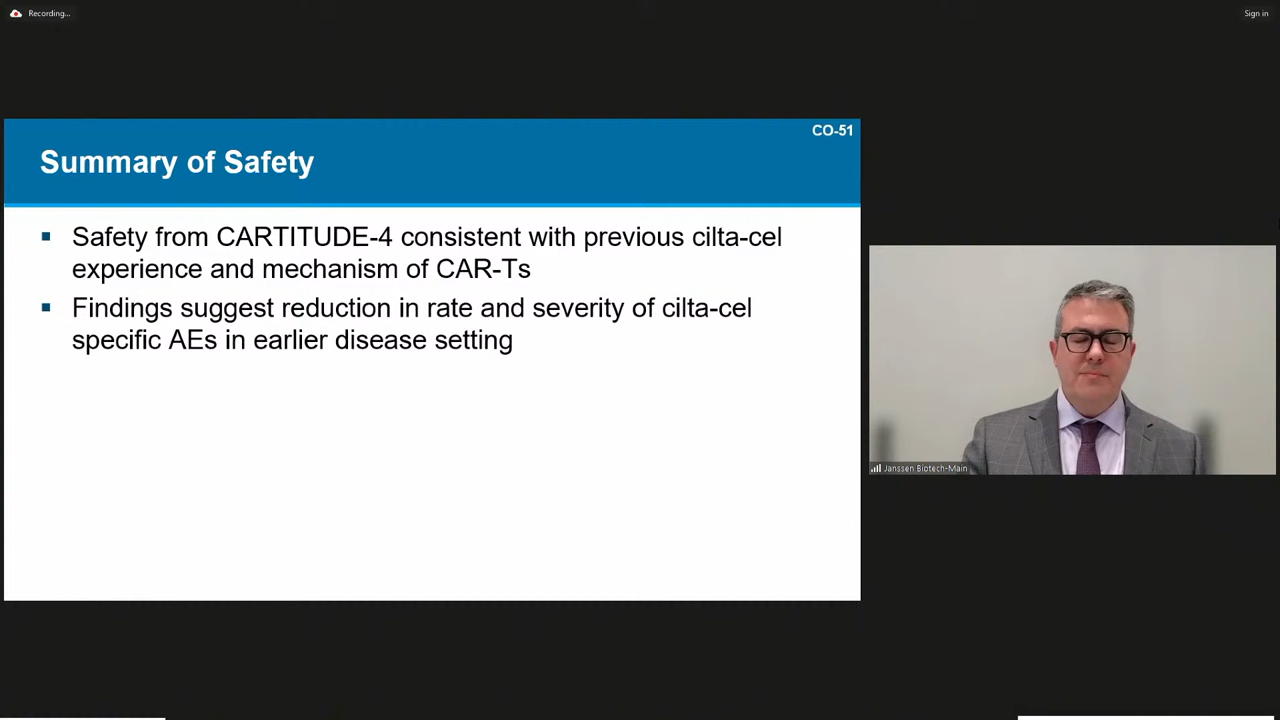 Recording...
Sign in
CO-51
Summary of Safety
▪ Safety from CARTITUDE-4 consistent with previous cilta-cel
experience and mechanism of CAR-Ts
▪ Findings suggest reduction in rate and severity of cilta-cel
specific AEs in earlier disease setting
Janssen Biotech-Main